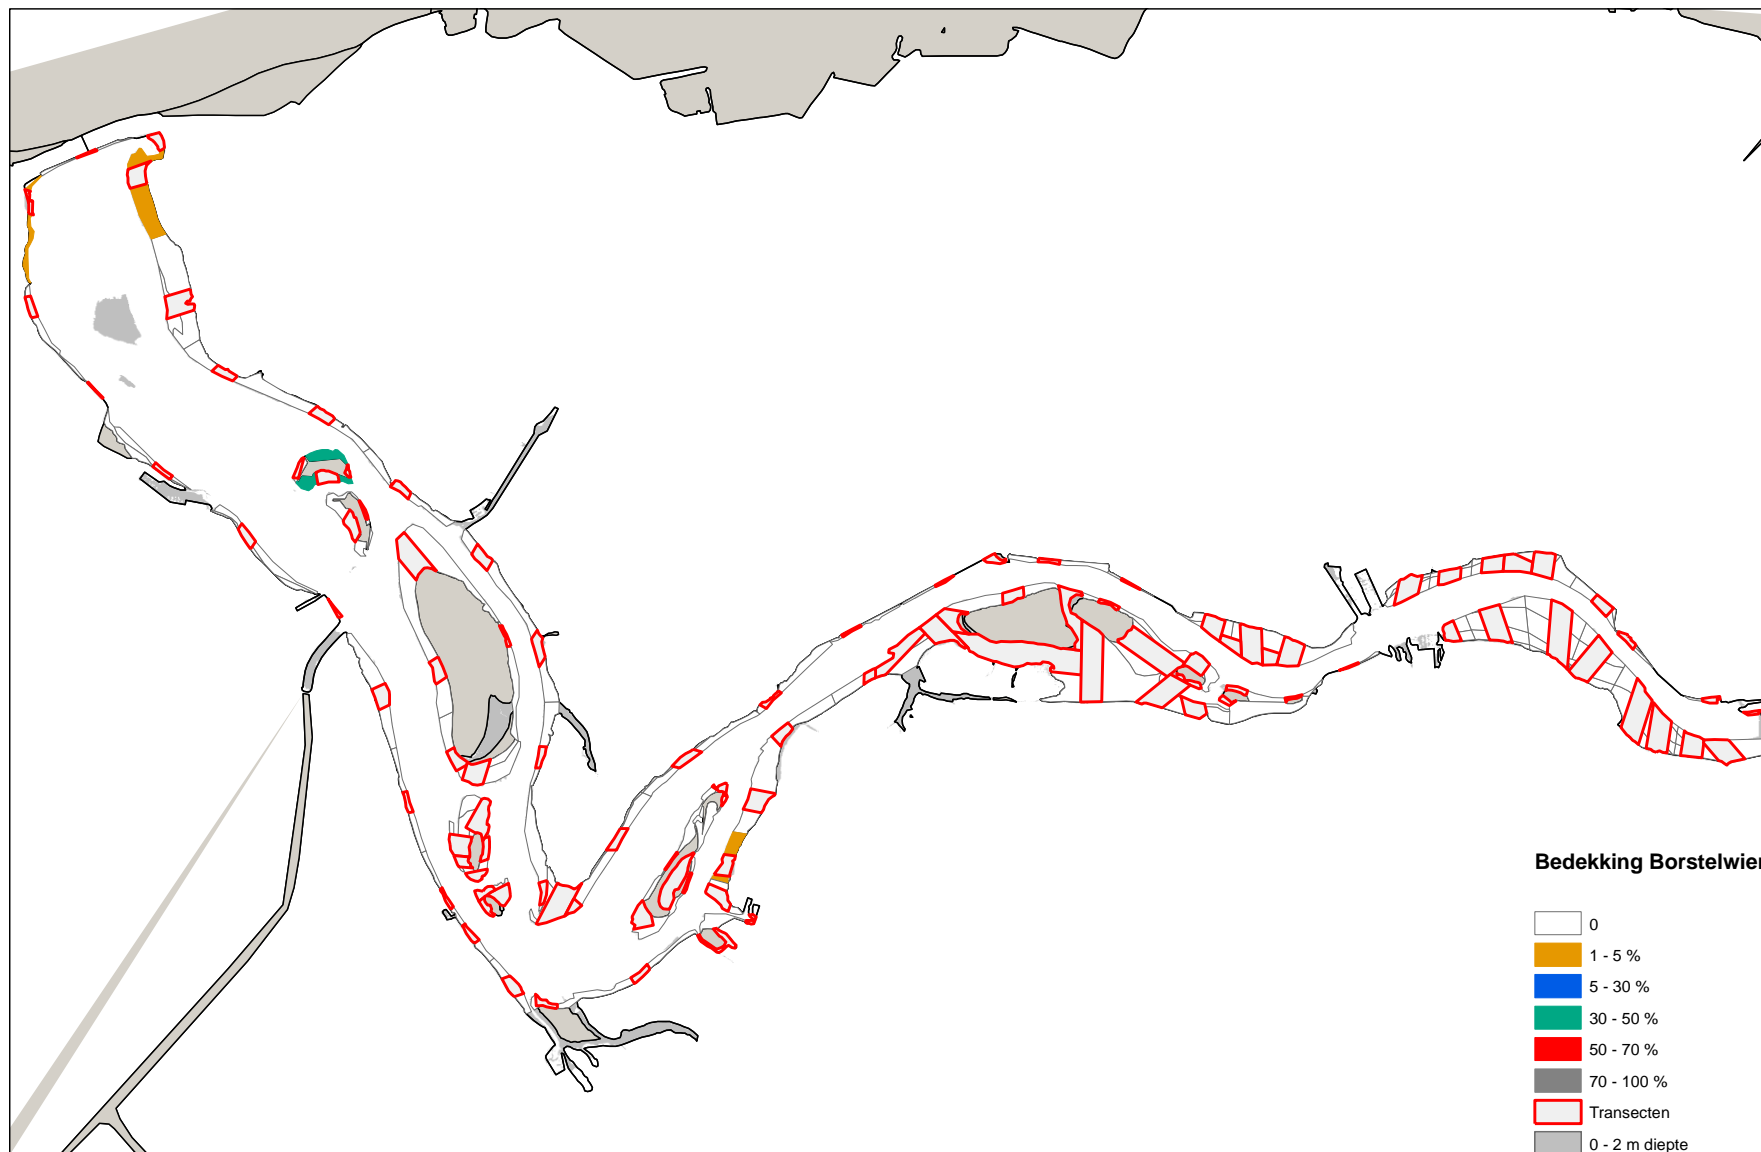 Bedekking Borstelwier
0
1 - 5 %
5 - 30 %
30 - 50 %
50 - 70 %
70 - 100 %
Transecten
0 - 2 m diepte